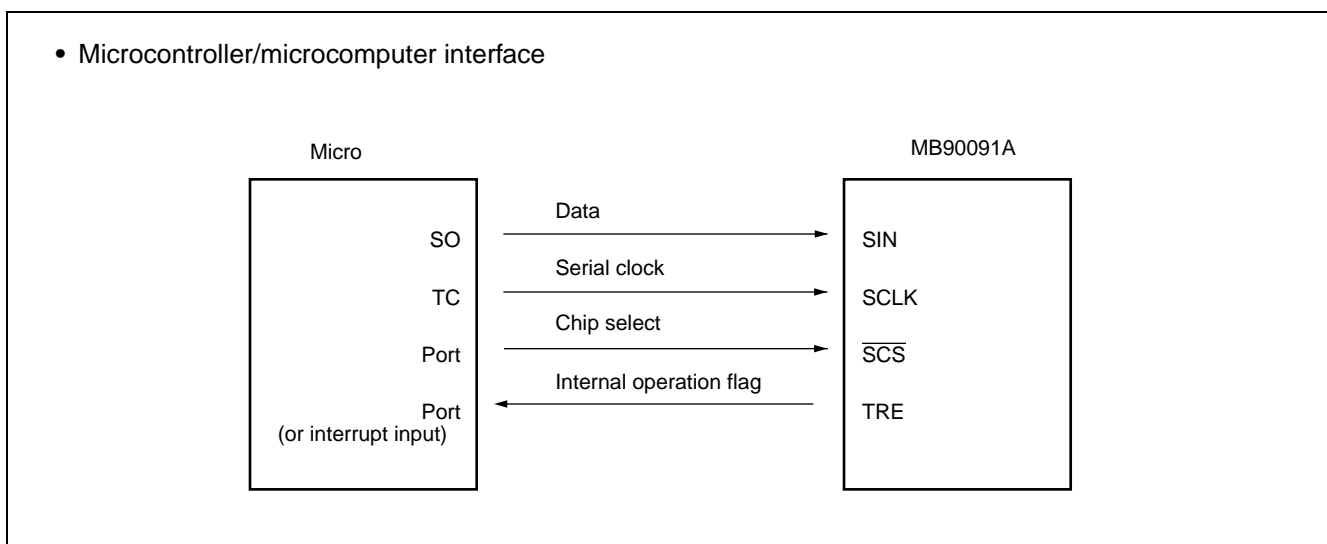 • Microcontroller/microcomputer interface
Micro
MB90091A
Data
SO
SIN
Serial clock
TC
SCLK
Chip select
Port
S̅C̅S̅
Internal operation flag
Port
TRE
(or interrupt input)